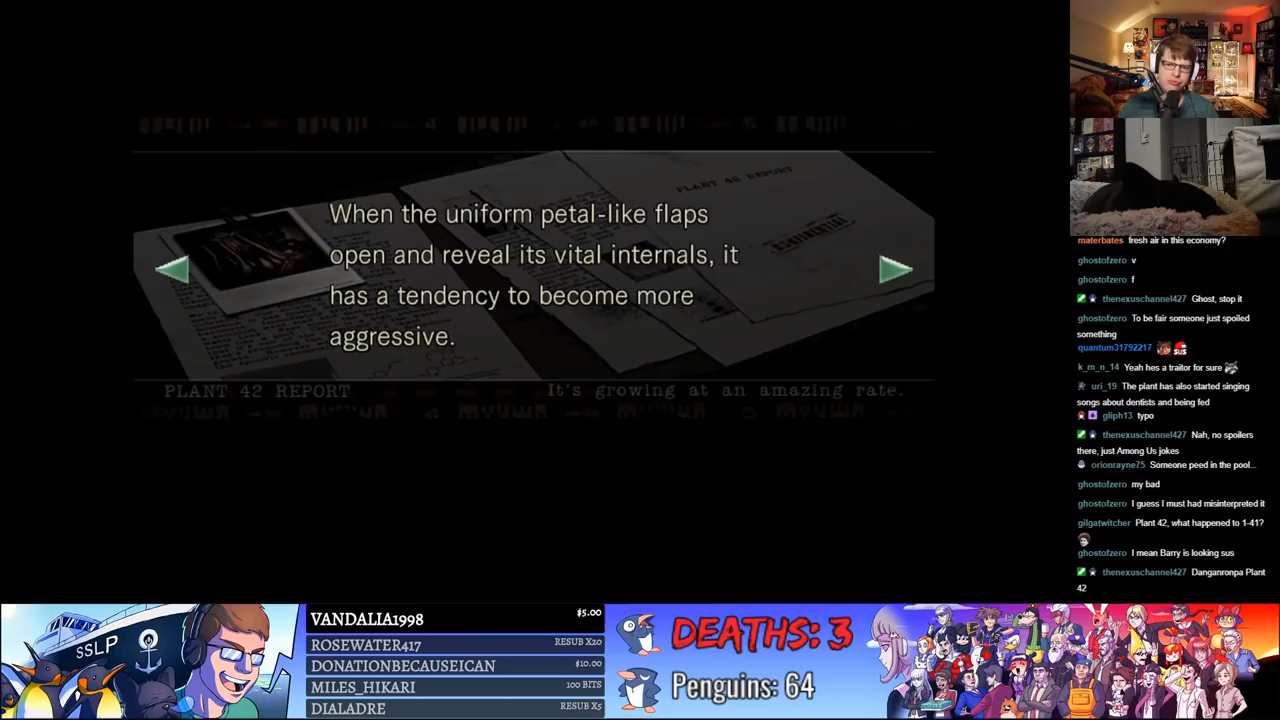 When the uniform petal-like flaps
open and reveal its vital internals, it
has a tendency to become more
aggressive.
PLANT 42 REPORT
PLANT 42 REPORT
It's growing at an amazing rate.
materbates fresh air in this economy?
ghostofzero v
ghostofzero f
thenexuschannel427 Ghost, stop it
ghostofzero To be fair someone just spoiled
something
quantum31792217
SUS
k_m_n_14 Yeah hes a traitor for sure
uri_19 The plant has also started singing
songs about dentists and being fed
gliph13 typo
thenexuschannel427 Nah, no spoilers
there, just Among Us jokes
orionrayne75 Someone peed in the pool...
ghostofzero my bad
ghostofzero I guess I must had misinterpreted it
gilgatwitcher Plant 42, what happened to 1-41?
ghostofzero I mean Barry is looking sus
thenexuschannel427 Danganronpa Plant
42
SSLP
VANDALIA1998 $5.00
ROSEWATER417 RESUB X20
DONATIONBECAUSEICAN $10.00
MILES_HIKARI 100 BITS
DIALADRE RESUB X5
DEATHS: 3
Penguins: 64